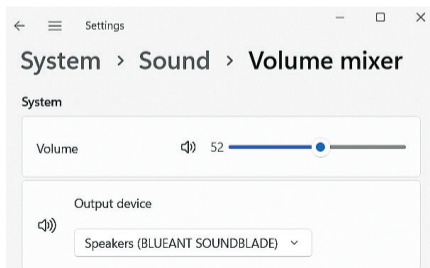 Settings
System > Sound > Volume mixer
System
Volume 52
Output device
Speakers (BLUEANT SOUNDBLADE)